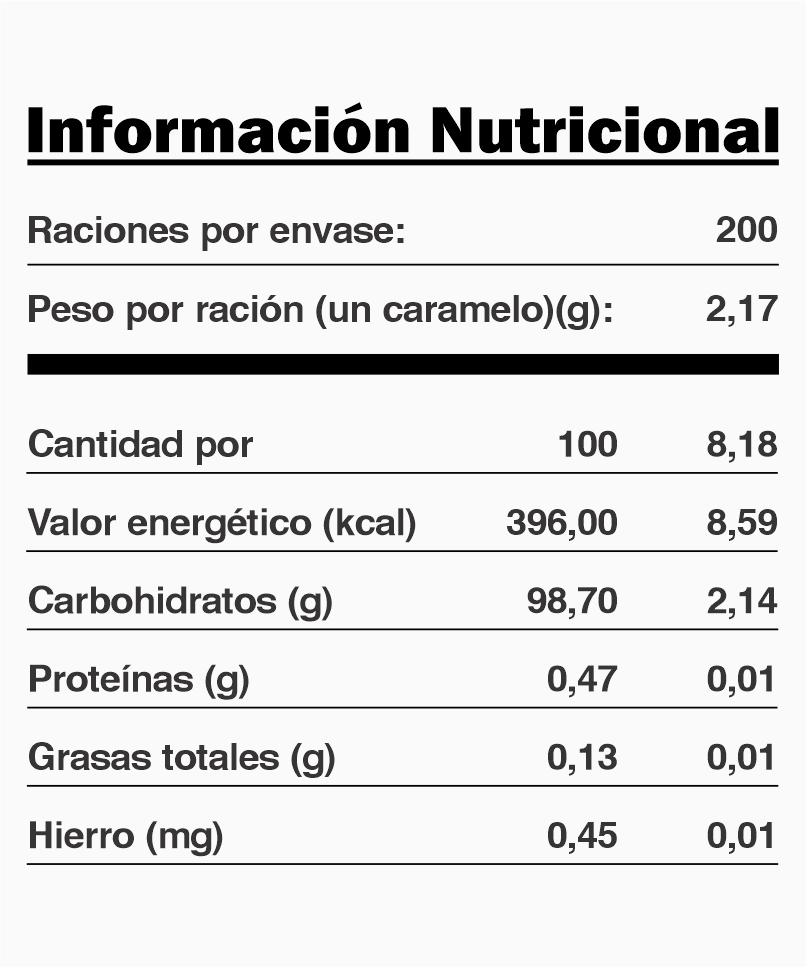 Información Nutricional
Raciones por envase: 200
Peso por ración (un caramelo)(g): 2,17
Cantidad por 100 8,18
Valor energético (kcal) 396,00 8,59
Carbohidratos (g) 98,70 2,14
Proteínas (g) 0,47 0,01
Grasas totales (g) 0,13 0,01
Hierro (mg) 0,45 0,01